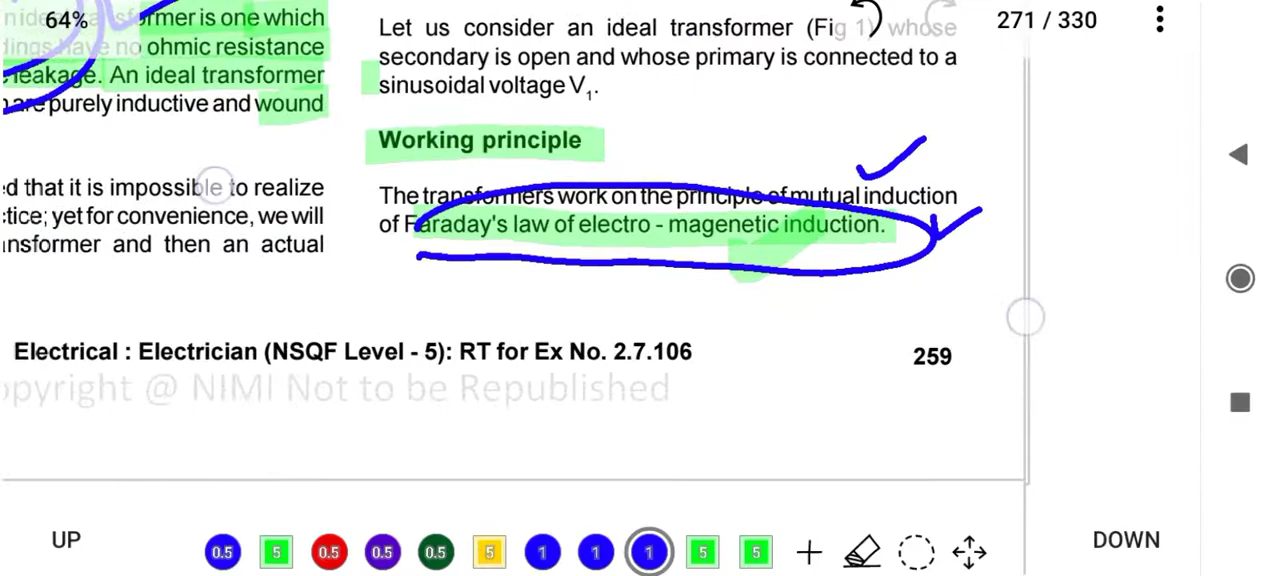 64%
former is one which
no ohmic resistance
leakage. An ideal transformer
are purely inductive and wound
that it is impossible to realize
yet for convenience, we will
and then an actual
Let us consider an ideal transformer (Fig 1) whose
secondary is open and whose primary is connected to a
sinusoidal voltage V1.
Working principle
The transformers work on the principle of mutual induction
of Faraday's law of electro - magenetic induction.
271 / 330
Electrical : Electrician (NSQF Level - 5): RT for Ex No. 2.7.106
259
@ NIMI Not to be Republished
UP
0.5 5 0.5 0.5 0.5 5 1 1 1 5 5
DOWN